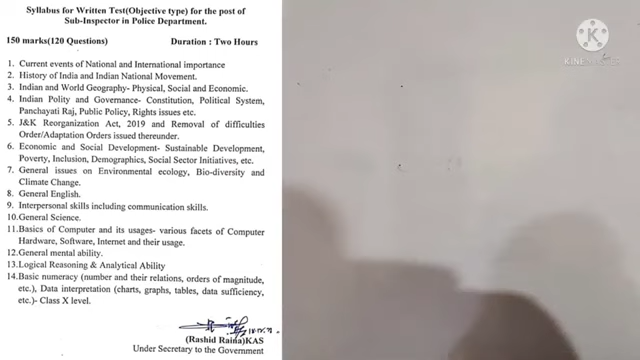 Syllabus for Written Test(Objective type) for the post of
Sub-Inspector in Police Department.
150 marks(120 Questions) Duration : Two Hours
1. Current events of National and International importance
2. History of India and Indian National Movement.
3. Indian and World Geography- Physical, Social and Economic.
4. Indian Polity and Governance- Constitution, Political System,
Panchayati Raj, Public Policy, Rights issues etc.
5. J&K Reorganization Act, 2019 and Removal of difficulties
Order/Adaptation Orders issued thereunder.
6. Economic and Social Development- Sustainable Development,
Poverty, Inclusion, Demographics, Social Sector Initiatives, etc.
7. General issues on Environmental ecology, Bio-diversity and
Climate Change.
8. General English.
9. Interpersonal skills including communication skills.
10.General Science.
11.Basics of Computer and its usages- various facets of Computer
Hardware, Software, Internet and their usage.
12.General mental ability.
13.Logical Reasoning & Analytical Ability
14.Basic numeracy (number and their relations, orders of magnitude,
etc.), Data interpretation (charts, graphs, tables, data sufficiency,
etc.)- Class X level.
(Rashid Raina)KAS
Under Secretary to the Government